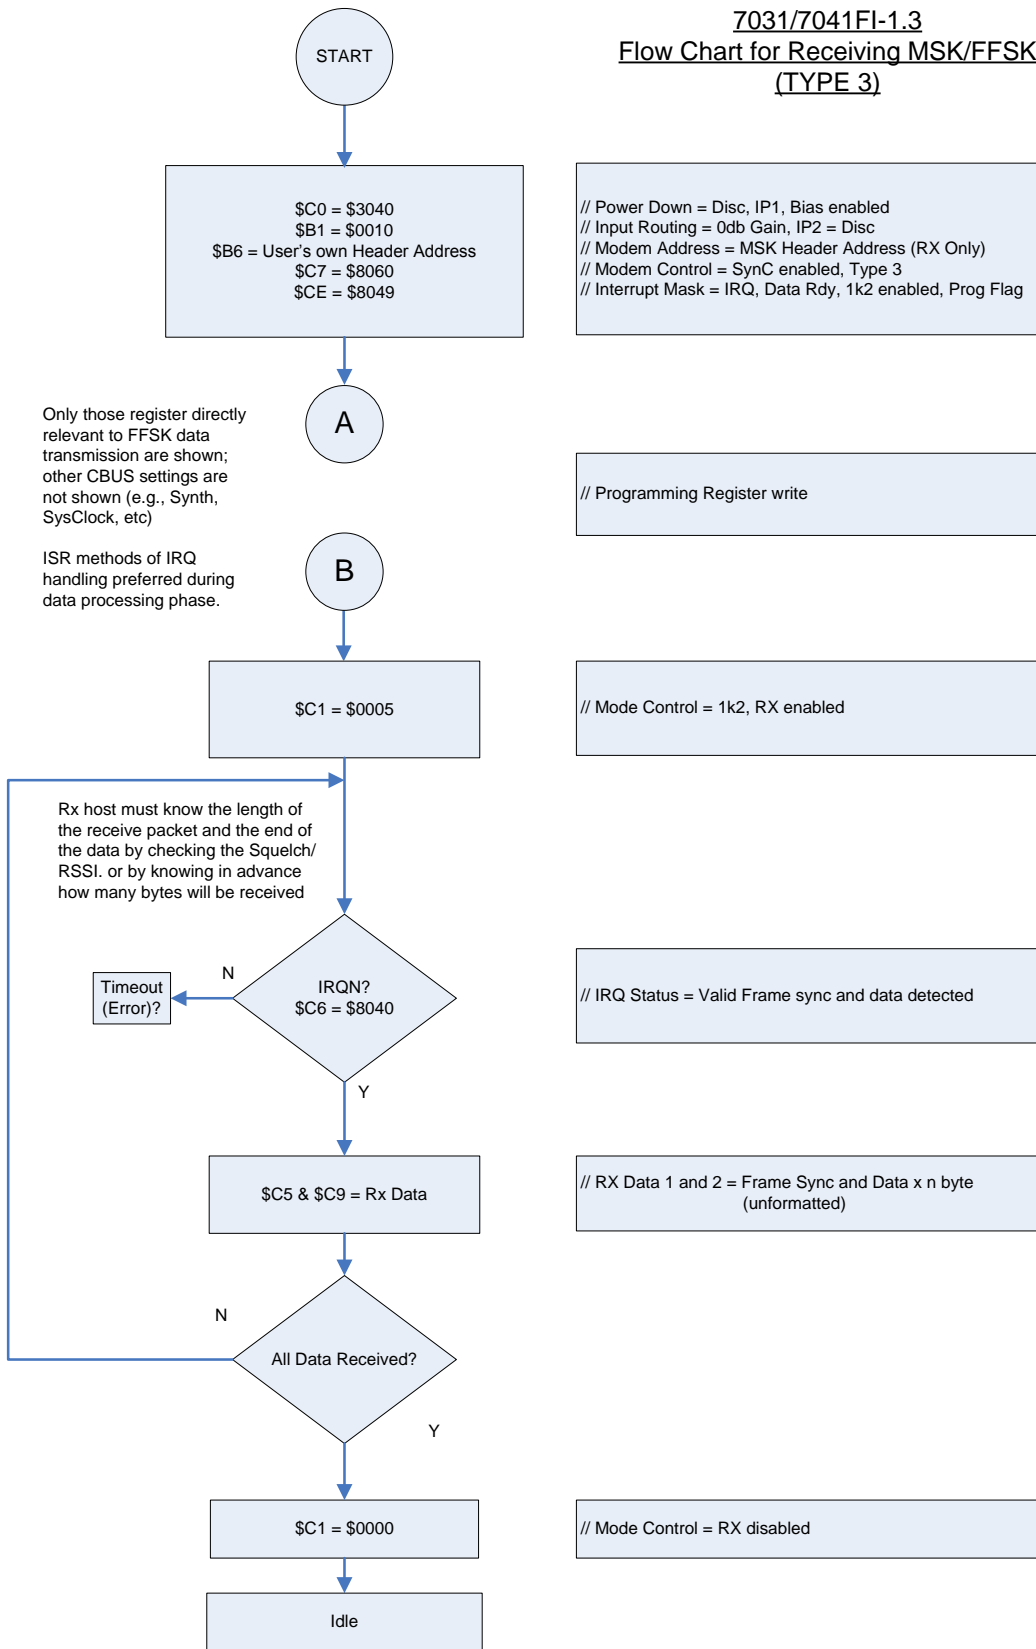 7031/7041FI-1.3
Flow Chart for Receiving MSK/FFSK
(TYPE 3)
START
$C0 = $3040
$B1 = $0010
$B6 = User's own Header Address
$C7 = $8060
$CE = $8049
// Power Down = Disc, IP1, Bias enabled
// Input Routing = 0db Gain, IP2 = Disc
// Modem Address = MSK Header Address (RX Only)
// Modem Control = SynC enabled, Type 3
// Interrupt Mask = IRQ, Data Rdy, 1k2 enabled, Prog Flag
A
Only those register directly
relevant to FFSK data
transmission are shown;
other CBUS settings are
not shown (e.g., Synth,
SysClock, etc)
// Programming Register write
ISR methods of IRQ
handling preferred during
data processing phase.
B
$C1 = $0005
// Mode Control = 1k2, RX enabled
Rx host must know the length of
the receive packet and the end of
the data by checking the Squelch/
RSSI. or by knowing in advance
how many bytes will be received
Timeout
(Error)?
N
IRQN?
$C6 = $8040
// IRQ Status = Valid Frame sync and data detected
Y
$C5 & $C9 = Rx Data
// RX Data 1 and 2 = Frame Sync and Data x n byte
(unformatted)
N
All Data Received?
Y
$C1 = $0000
// Mode Control = RX disabled
Idle